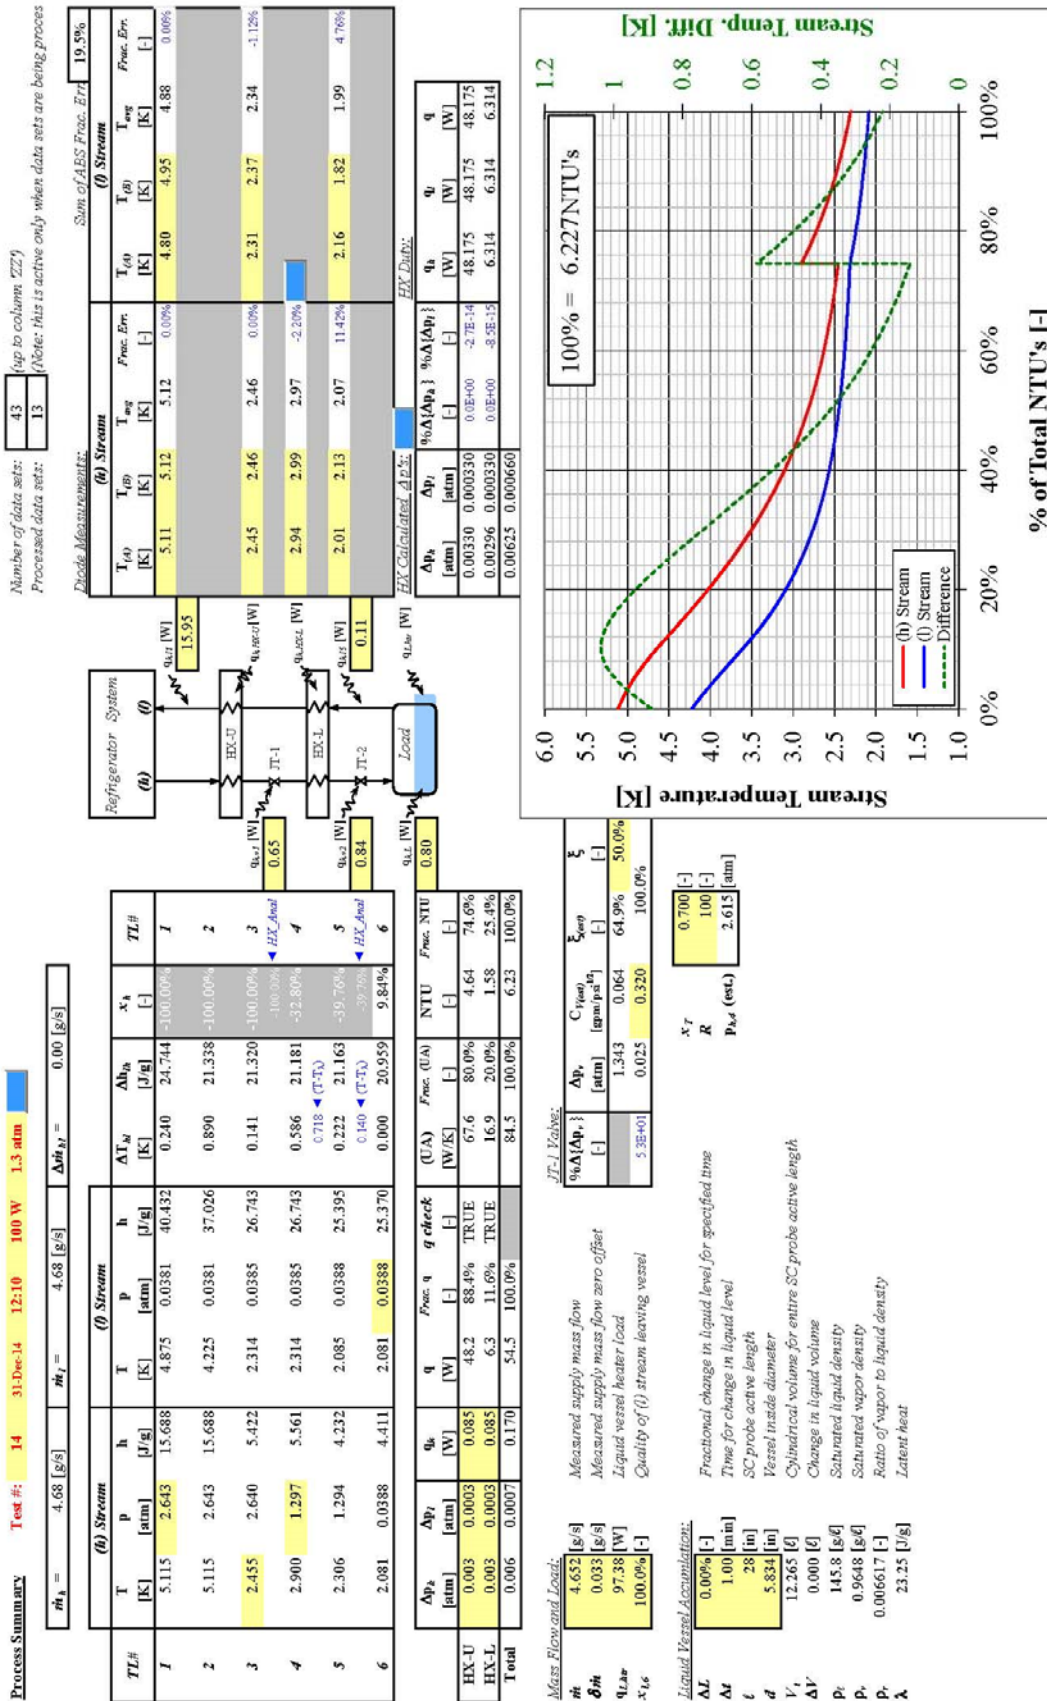 Process Summary Test #: 14 31-Dec-14 12:10 100 W 1.3 atm
ṁh = 4.68 [g/s] ṁl = 4.68 [g/s] Δṁhl = 0.00 [g/s]
(h) Stream (l) Stream
TL# T p h T p h ΔThl Δhlh xh TL#
[K] [atm] [J/g] [K] [atm] [J/g] [K] [J/g] [-]
1 5.115 2.643 15.688 4.875 0.0381 40.432 0.240 24.744 -100.00% 1
2 5.115 2.643 15.688 4.225 0.0381 37.026 0.890 21.338 -100.00% 2
3 2.455 2.640 5.422 2.314 0.0385 26.743 0.141 21.320 -100.00% 3
-100.00% ◄ HX_Anal
4 2.900 1.297 5.561 2.314 0.0385 26.743 0.586 21.181 -32.80% 4
0.718 ◄ (T-Tλ)
5 2.306 1.294 4.232 2.085 0.0388 25.395 0.222 21.163 -39.76% 5
0.140 ◄ (T-Tλ) -39.76% ◄ HX_Anal
6 2.081 0.0388 4.411 2.081 0.0388 25.370 0.000 20.959 9.84% 6
Δph Δpl qk q Frac. q q check (UA) Frac. (UA) NTU Frac. NTU
[atm] [atm] [W] [W] [-] [-] [W/K] [-] [-] [-]
HX-U 0.003 0.0003 0.085 48.2 88.4% TRUE 67.6 80.0% 4.64 74.6%
HX-L 0.003 0.0003 0.085 6.3 11.6% TRUE 16.9 20.0% 1.58 25.4%
Total 0.006 0.0007 0.170 54.5 100.0% 84.5 100.0% 6.23 100.0%
Mass Flow and Load:
ṁ 4.652 [g/s] Measured supply mass flow
δṁ 0.033 [g/s] Measured supply mass flow zero offset
qL,htr 97.38 [W] Liquid vessel heater load
xl,6 100.0% [-] Quality of (l) stream leaving vessel
Liquid Vessel Accumlation:
ΔL 0.00% [-] Fractional change in liquid level for specified time
Δt 1.00 [min] Time for change in liquid level
ℓ 28 [in] SC probe active length
d 5.834 [in] Vessel inside diameter
Vt 12.265 [ℓ] Cylindrical volume for entire SC probe active length
ΔV 0.000 [ℓ] Change in liquid volume
ρℓ 145.8 [g/ℓ] Saturated liquid density
ρv 0.9648 [g/ℓ] Saturated vapor density
ρr 0.006617 [-] Ratio of vapor to liquid density
λ 23.25 [J/g] Latent heat
JT-1 Valve:
%Δ{Δpv} Δpv CV(est) ξv(est) ξ
[-] [atm] [gpm/psi^1/2] [-] [-]
1.343 0.064 64.9% 50.0%
5.3E+01 0.025 0.320 100.0%
xT 0.700 [-]
R 100 [-]
ph,4 (est.) 2.615 [atm]
Refrigerator System
(h) (l)
qk,l1 [W]
15.95
HX-U
qk,HX-U [W]
qk,v1 [W]
0.65
JT-1
HX-L
qk,HX-L [W]
qk,v2 [W]
0.84
JT-2
qk,l5 [W]
0.11
Load
qk,L [W]
0.80
qL,htr [W]
Number of data sets: 43 (up to column 'ZZ')
Processed data sets: 13 (Note: this is active only when data sets are being proces
Diode Measurements: Sum of ABS Frac. Err. 19.5%
(h) Stream (l) Stream
T(A) T(B) Tavg Frac. Err. T(A) T(B) Tavg Frac. Err.
[K] [K] [K] [-] [K] [K] [K] [-]
5.11 5.12 5.12 0.00% 4.80 4.95 4.88 0.00%
2.45 2.46 2.46 0.00% 2.31 2.37 2.34 -1.12%
2.94 2.99 2.97 -2.20%
2.01 2.13 2.07 11.42% 2.16 1.82 1.99 4.76%
HX Calculated Δp's: HX Duty:
Δph Δpl %Δ{Δph} %Δ{Δpl} qh ql q
[atm] [atm] [-] [-] [W] [W] [W]
0.00330 0.000330 0.0E+00 -2.7E-14 48.175 48.175 48.175
0.00296 0.000330 0.0E+00 -8.5E-15 6.314 6.314 6.314
0.00625 0.000660
Stream Temperature [K]
6.0
5.5
5.0
4.5
4.0
3.5
3.0
2.5
2.0
1.5
1.0
100% = 6.227NTU's
(h) Stream
(l) Stream
Difference
Stream Temp. Diff. [K]
1.2
1
0.8
0.6
0.4
0.2
0
0% 20% 40% 60% 80% 100%
% of Total NTU's [-]